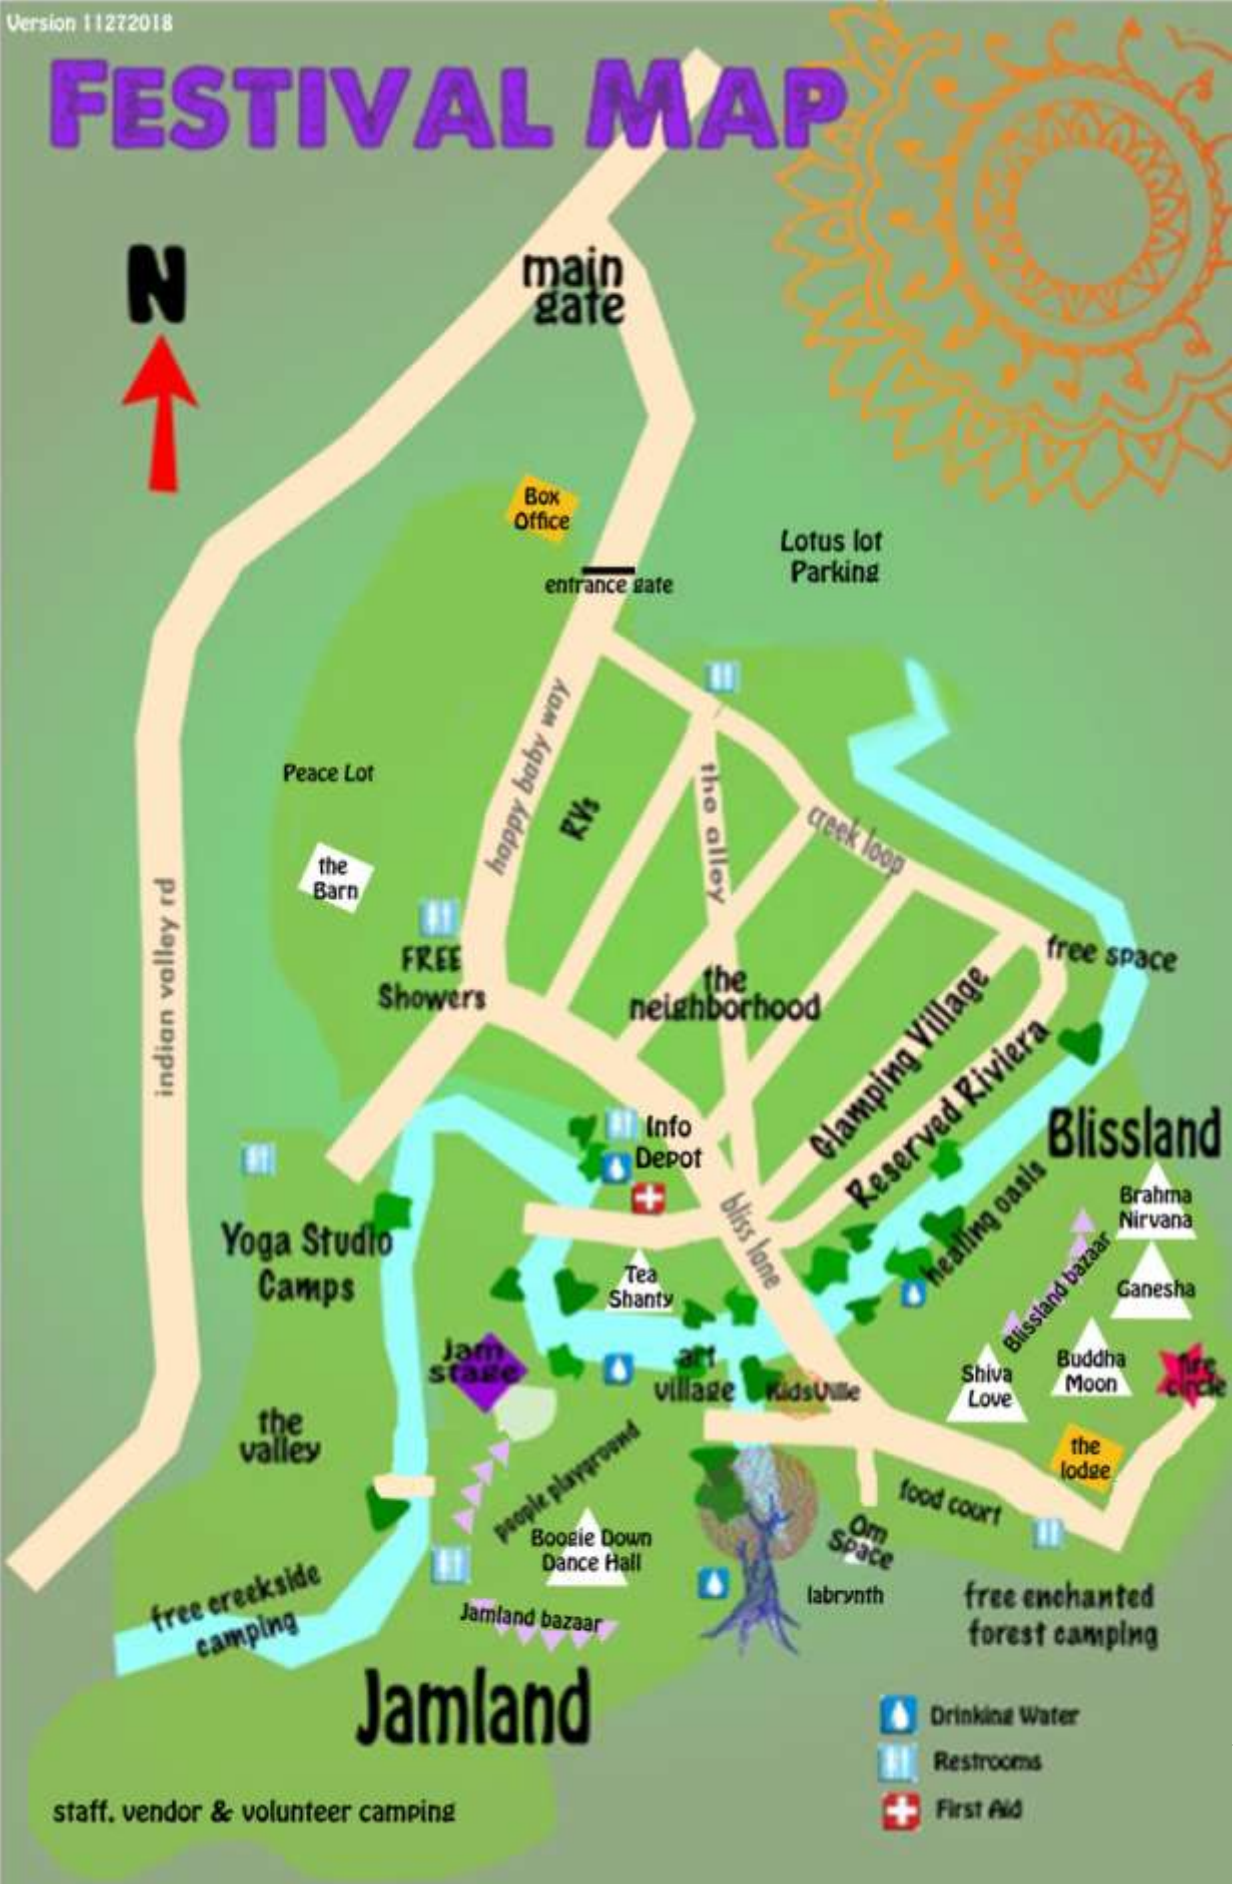 Version 11272018
FESTIVAL MAP
N
main
gate
Box
Office
entrance gate
Lotus lot
Parking
happy baby way
Peace Lot
RVs
the alley
creek loop
the
Barn
indian valley rd
FREE
Showers
the
neighborhood
free space
Glamping Village
Reserved Riviera
Info
Depot
Blissland
Yoga Studio
Camps
bliss lane
healing oasis
Brahma
Nirvana
Tea
Shanty
Blissland bazaar
Ganesha
Jam
stage
art
village
KidsVille
Shiva
Love
Buddha
Moon
fire
circle
the
valley
people playground
the
lodge
food court
Om
Space
Boogie Down
Dance Hall
labrynth
free creekside
camping
Jamland bazaar
free enchanted
forest camping
Jamland
Drinking Water
Restrooms
First Aid
staff, vendor & volunteer camping